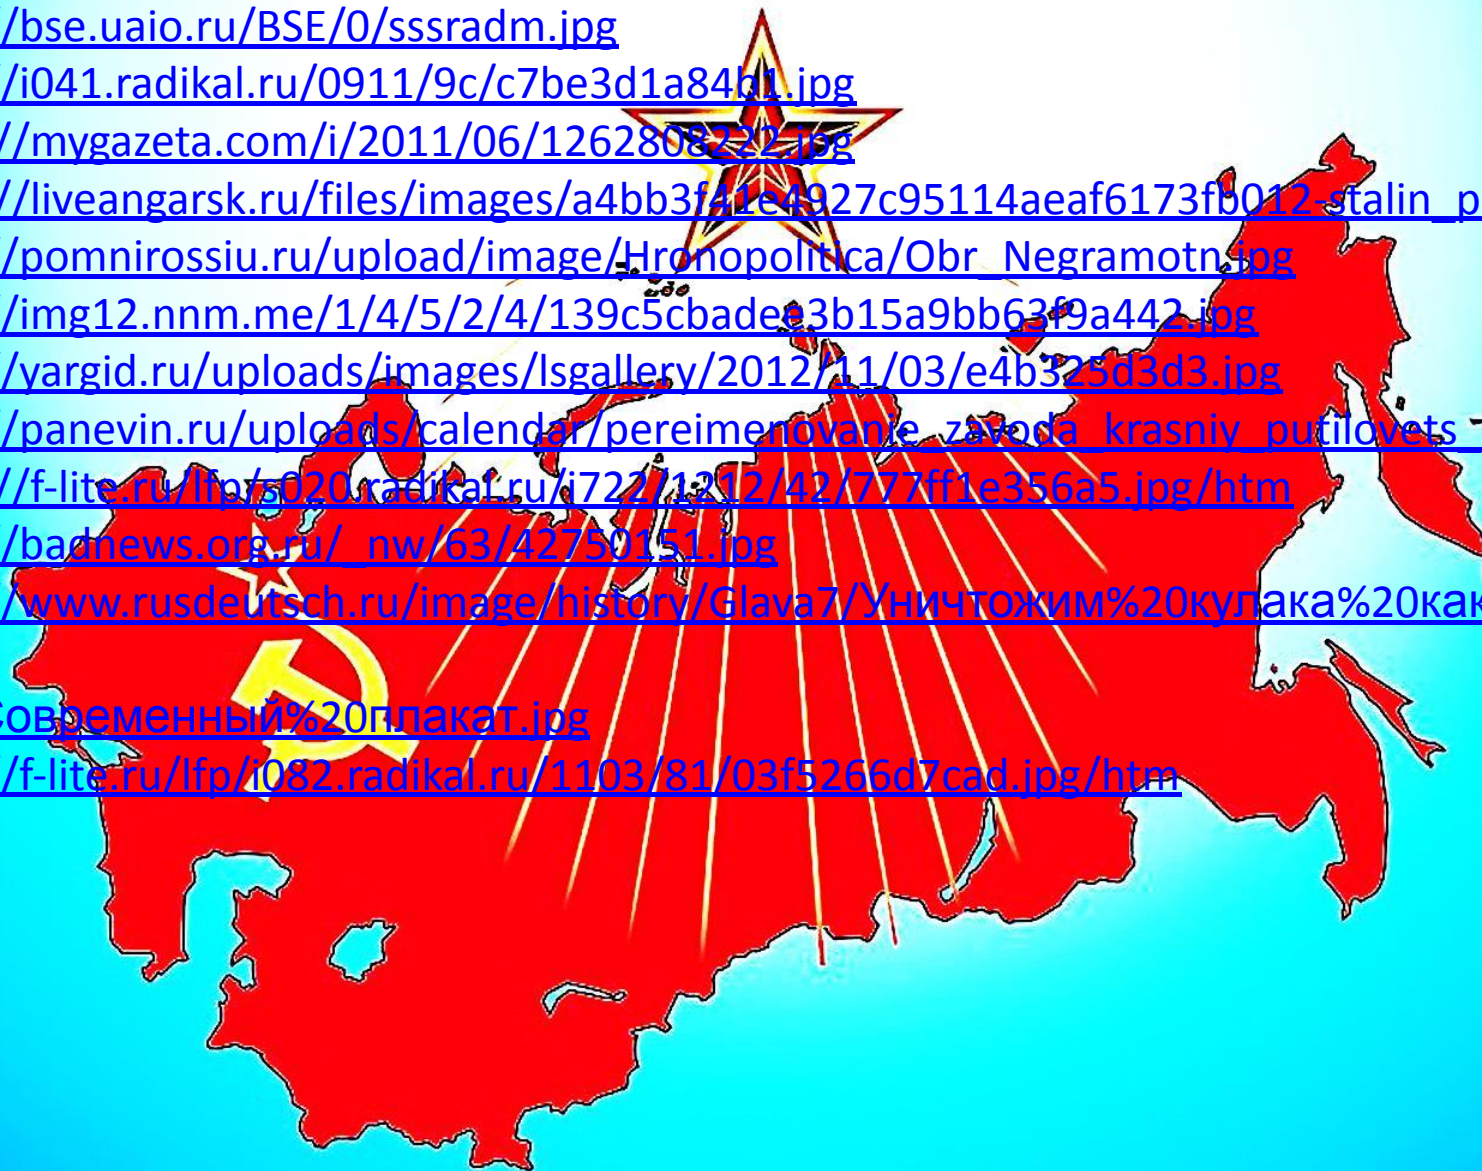 /bse.uaio.ru/BSE/0/sssradm.jpg
/i041.radikal.ru/0911/9c/c7be3d1a84b1.jpg
//mygazeta.com/i/2011/06/1262808222.jpg
//liveangarsk.ru/files/images/a4bb3f41e4927c95114aeaf6173fb012-stalin_p
/pomnirossiu.ru/upload/image/Hronopolitica/Obr_Negramotn.jpg
/img12.nnm.me/1/4/5/2/4/139c5cbadee3b15a9bb63f9a442.jpg
/yargid.ru/uploads/images/lsgallery/2012/11/03/e4b325d3d3.jpg
/panevin.ru/uploads/calendar/pereimenovanie_zavoda_krasniy_putilovets_
//f-lite.ru/lfp/s020.radikal.ru/i722/1212/42/777ff1e356a5.jpg/htm
/badnews.org.ru/_nw/63/42750151.jpg
/www.rusdeutsch.ru/image/history/Glava7/Уничтожим%20кулака%20как
Современный%20плакат.jpg
//f-lite.ru/lfp/i082.radikal.ru/1103/81/03f5266d7cad.jpg/htm